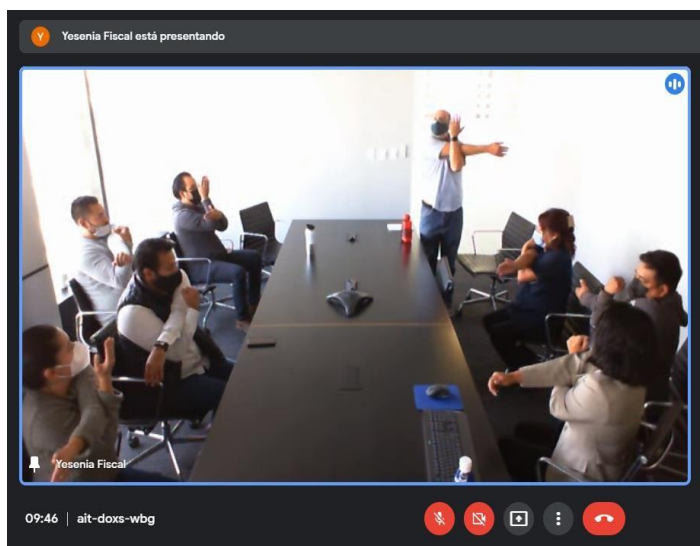 Y
Yesenia Fiscal está presentando
Yesenia Fiscal
09:46 | ait-doxs-wbg